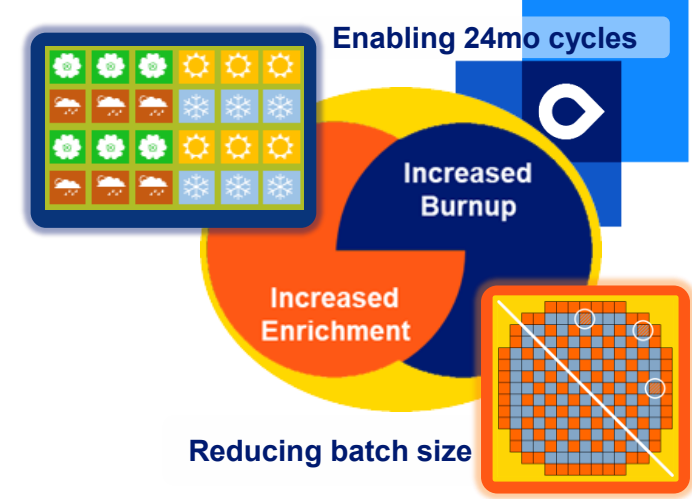 Enabling 24mo cycles
Increased
Burnup
Increased
Enrichment
Reducing batch size